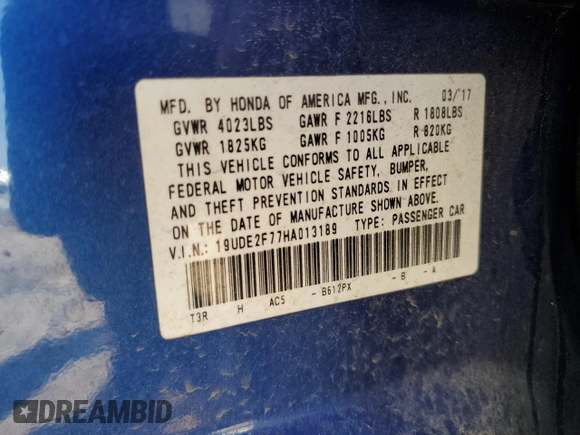 MFD. BY HONDA OF AMERICA MFG., INC. 03/'17
GVWR 4023LBS GAWR F 2216LBS R 1808LBS
GVWR 1825KG GAWR F 1005KG R 820KG
THIS VEHICLE CONFORMS TO ALL APPLICABLE
FEDERAL MOTOR VEHICLE SAFETY, BUMPER,
AND THEFT PREVENTION STANDARDS IN EFFECT
ON THE DATE OF MANUFACTURE SHOWN ABOVE.
V.I.N.: 19UDE2F77HA013189 TYPE: PASSENGER CAR
T3R H AC5 - B612PX - B - A
DREAMBID